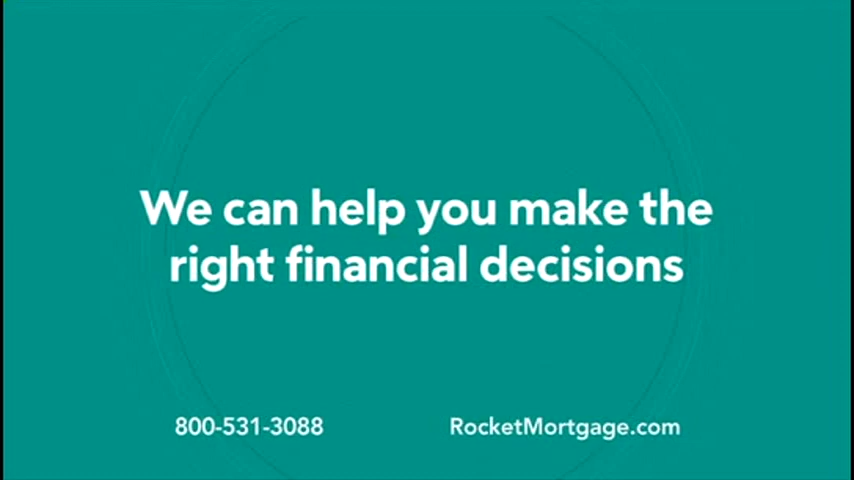 We can help you make the
right financial decisions
800-531-3088 RocketMortgage.com